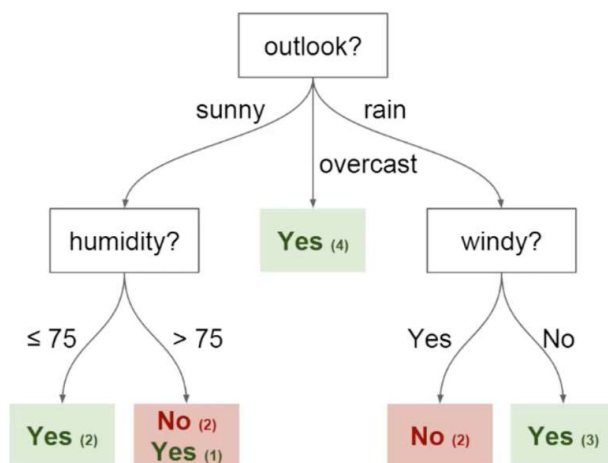 outlook?
sunny
rain
overcast
humidity?
Yes (4)
windy?
≤ 75
> 75
Yes
No
Yes (2)
No (2)
Yes (1)
No (2)
Yes (3)